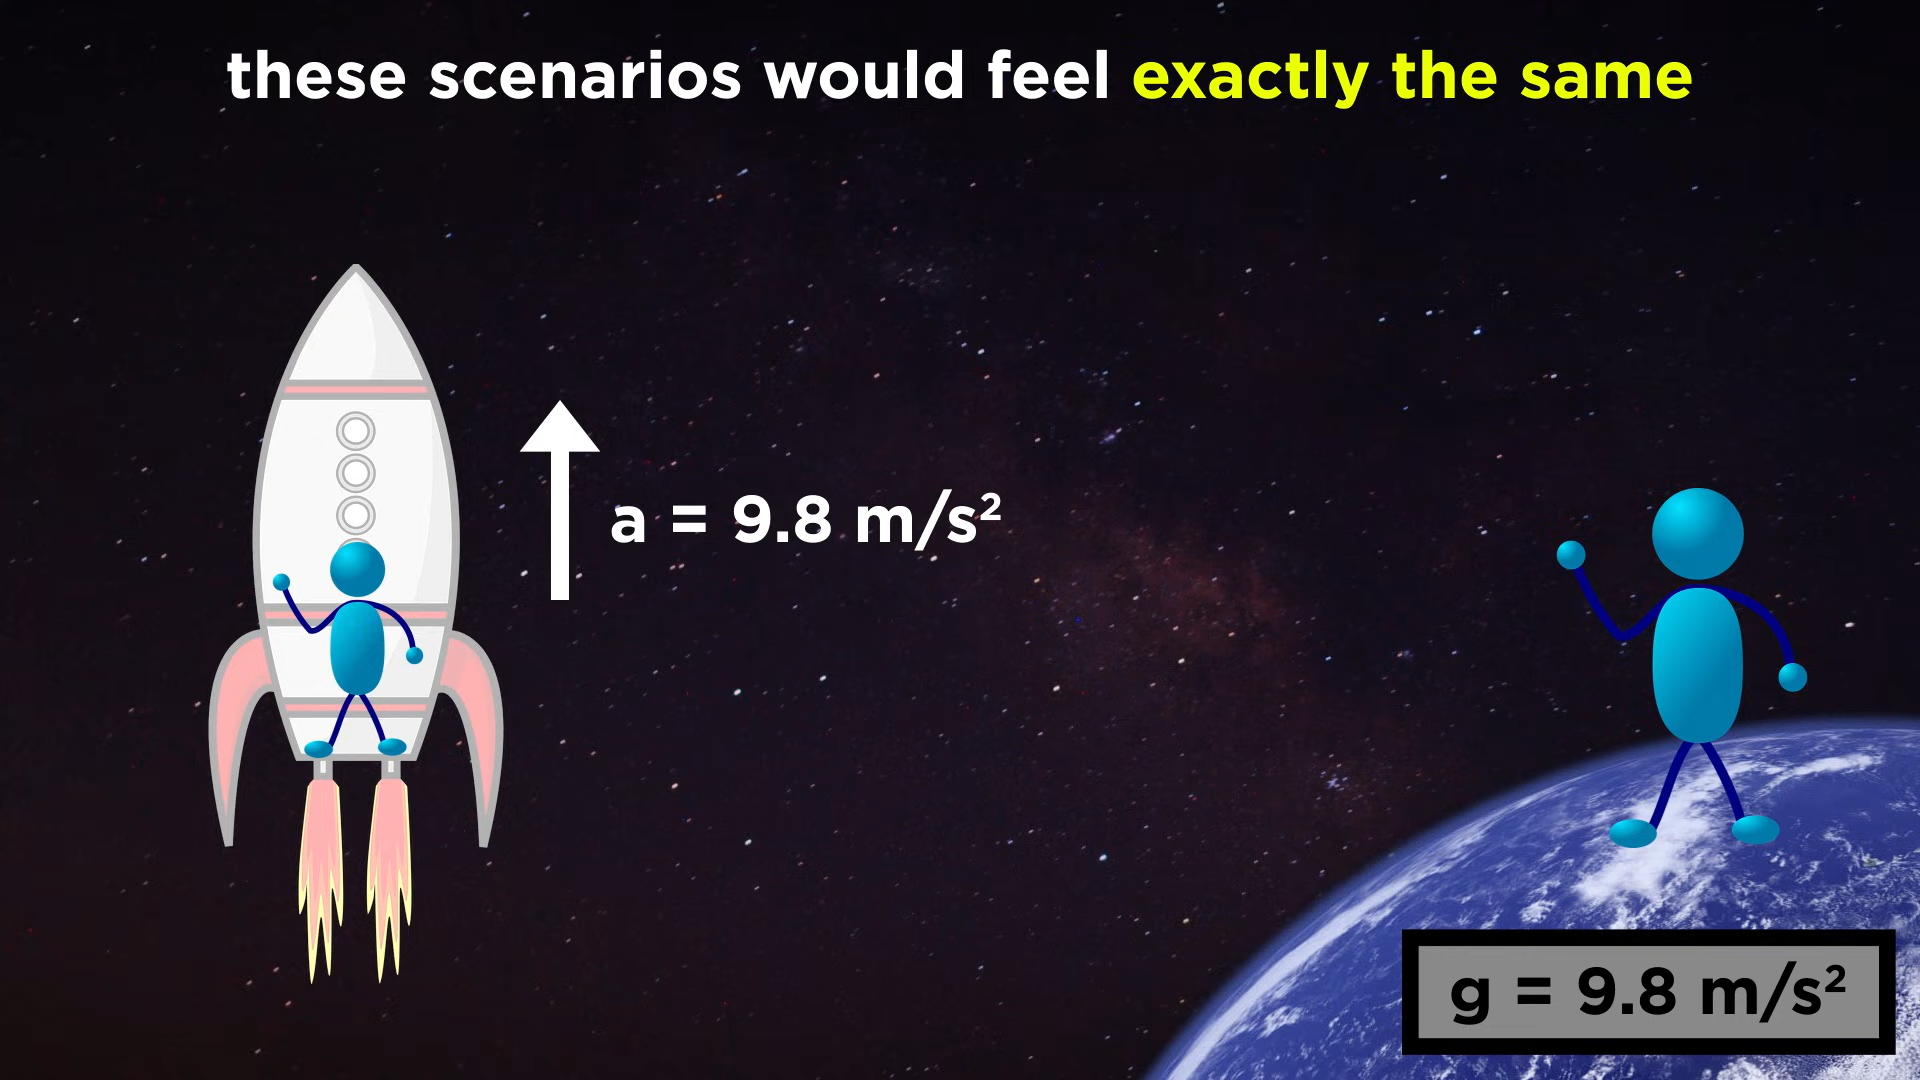 these scenarios would feel exactly the same
a = 9.8 m/s²
g = 9.8 m/s²